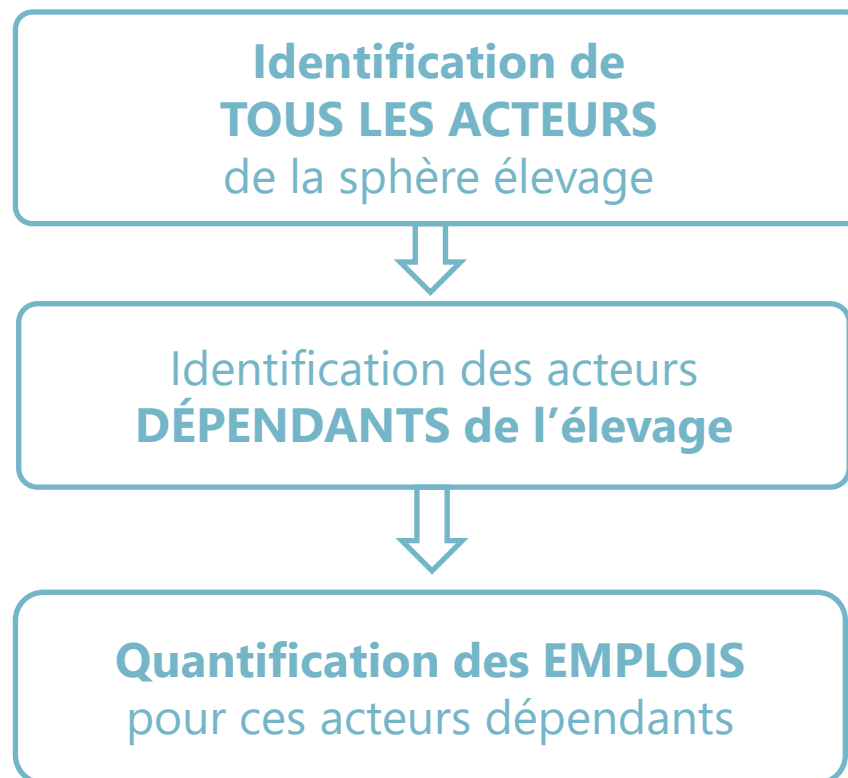 Identification de
TOUS LES ACTEURS
de la sphère élevage
Identification des acteurs
DÉPENDANTS de l’élevage
Quantification des EMPLOIS
pour ces acteurs dépendants